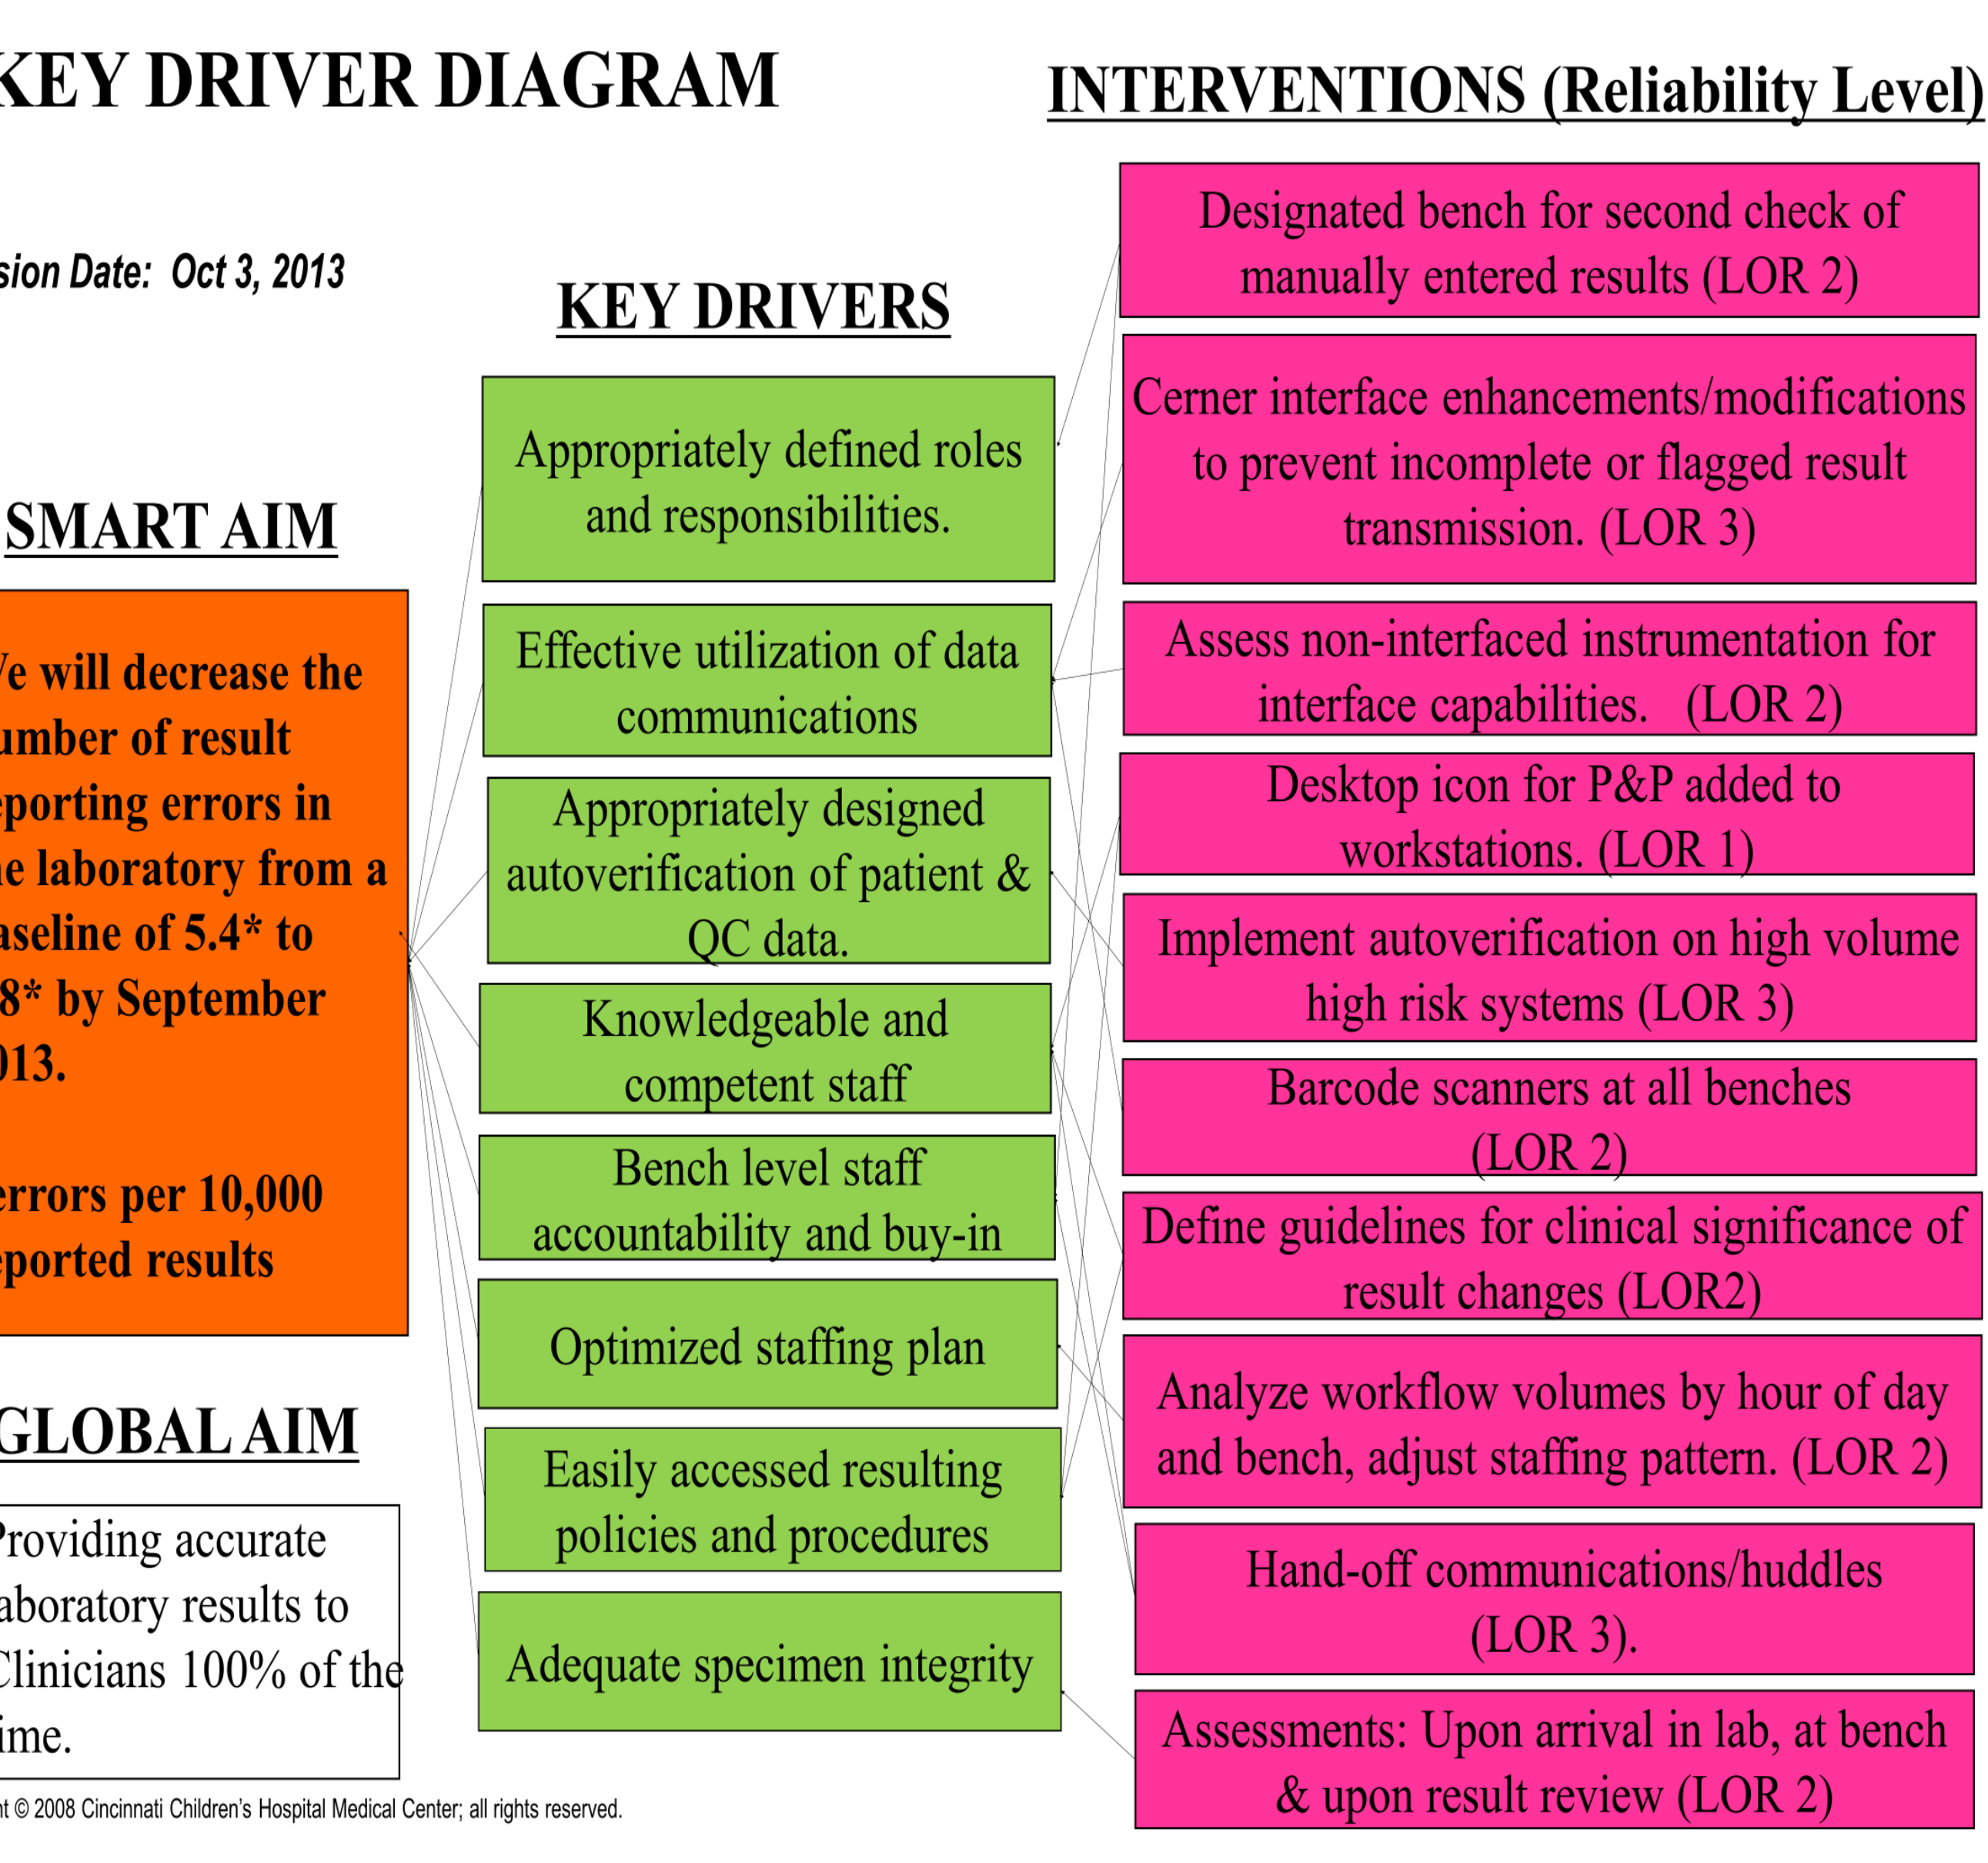 KEY DRIVER DIAGRAM
INTERVENTIONS (Reliability Level)
sion Date: Oct 3, 2013
KEY DRIVERS
SMART AIM
We will decrease the
umber of result
eporting errors in
he laboratory from a
aseline of 5.4* to
8* by September
013.
errors per 10,000
eported results
GLOBAL AIM
Providing accurate
aboratory results to
Clinicians 100% of the
ime.
Appropriately defined roles
and responsibilities.
Effective utilization of data
communications
Appropriately designed
autoverification of patient &
QC data.
Knowledgeable and
competent staff
Bench level staff
accountability and buy-in
Optimized staffing plan
Easily accessed resulting
policies and procedures
Adequate specimen integrity
Designated bench for second check of
manually entered results (LOR 2)
Cerner interface enhancements/modifications
to prevent incomplete or flagged result
transmission. (LOR 3)
Assess non-interfaced instrumentation for
interface capabilities. (LOR 2)
Desktop icon for P&P added to
workstations. (LOR 1)
Implement autoverification on high volume
high risk systems (LOR 3)
Barcode scanners at all benches
(LOR 2)
Define guidelines for clinical significance of
result changes (LOR2)
Analyze workflow volumes by hour of day
and bench, adjust staffing pattern. (LOR 2)
Hand-off communications/huddles
(LOR 3).
Assessments: Upon arrival in lab, at bench
& upon result review (LOR 2)
ht © 2008 Cincinnati Children's Hospital Medical Center; all rights reserved.